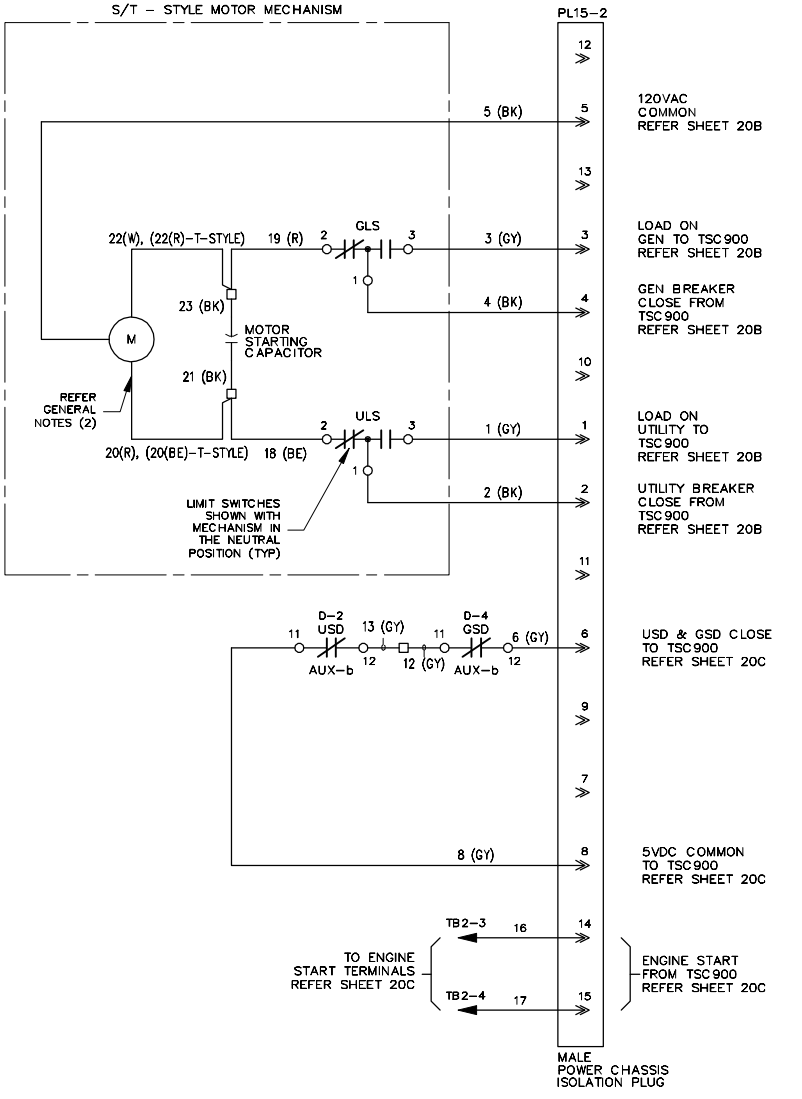 S/T - STYLE MOTOR MECHANISM
PL15-2
12
5 (BK)
5
120VAC
COMMON
REFER SHEET 20B
13
22(W), (22(R)-T-STYLE)
19 (R)
2
GLS
3
3 (GY)
3
LOAD ON
GEN TO TSC900
REFER SHEET 20B
1
23 (BK)
4 (BK)
4
GEN BREAKER
CLOSE FROM
TSC900
REFER SHEET 20B
M
MOTOR
STARTING
CAPACITOR
21 (BK)
10
REFER
GENERAL
NOTES (2)
20(R), (20(BE)-T-STYLE)
18 (BE)
2
ULS
3
1 (GY)
1
LOAD ON
UTILITY TO
TSC900
REFER SHEET 20B
1
2 (BK)
2
UTILITY BREAKER
CLOSE FROM
TSC900
REFER SHEET 20B
LIMIT SWITCHES
SHOWN WITH
MECHANISM IN
THE NEUTRAL
POSITION (TYP)
11
11
D-2
USD
AUX-b
13 (GY)
12
12 (GY)
11
D-4
GSD
AUX-b
12
6 (GY)
6
USD & GSD CLOSE
TO TSC900
REFER SHEET 20C
9
7
8 (GY)
8
5VDC COMMON
TO TSC900
REFER SHEET 20C
TB2-3
16
14
TO ENGINE
START TERMINALS
REFER SHEET 20C
ENGINE START
FROM TSC900
REFER SHEET 20C
TB2-4
17
15
MALE
POWER CHASSIS
ISOLATION PLUG